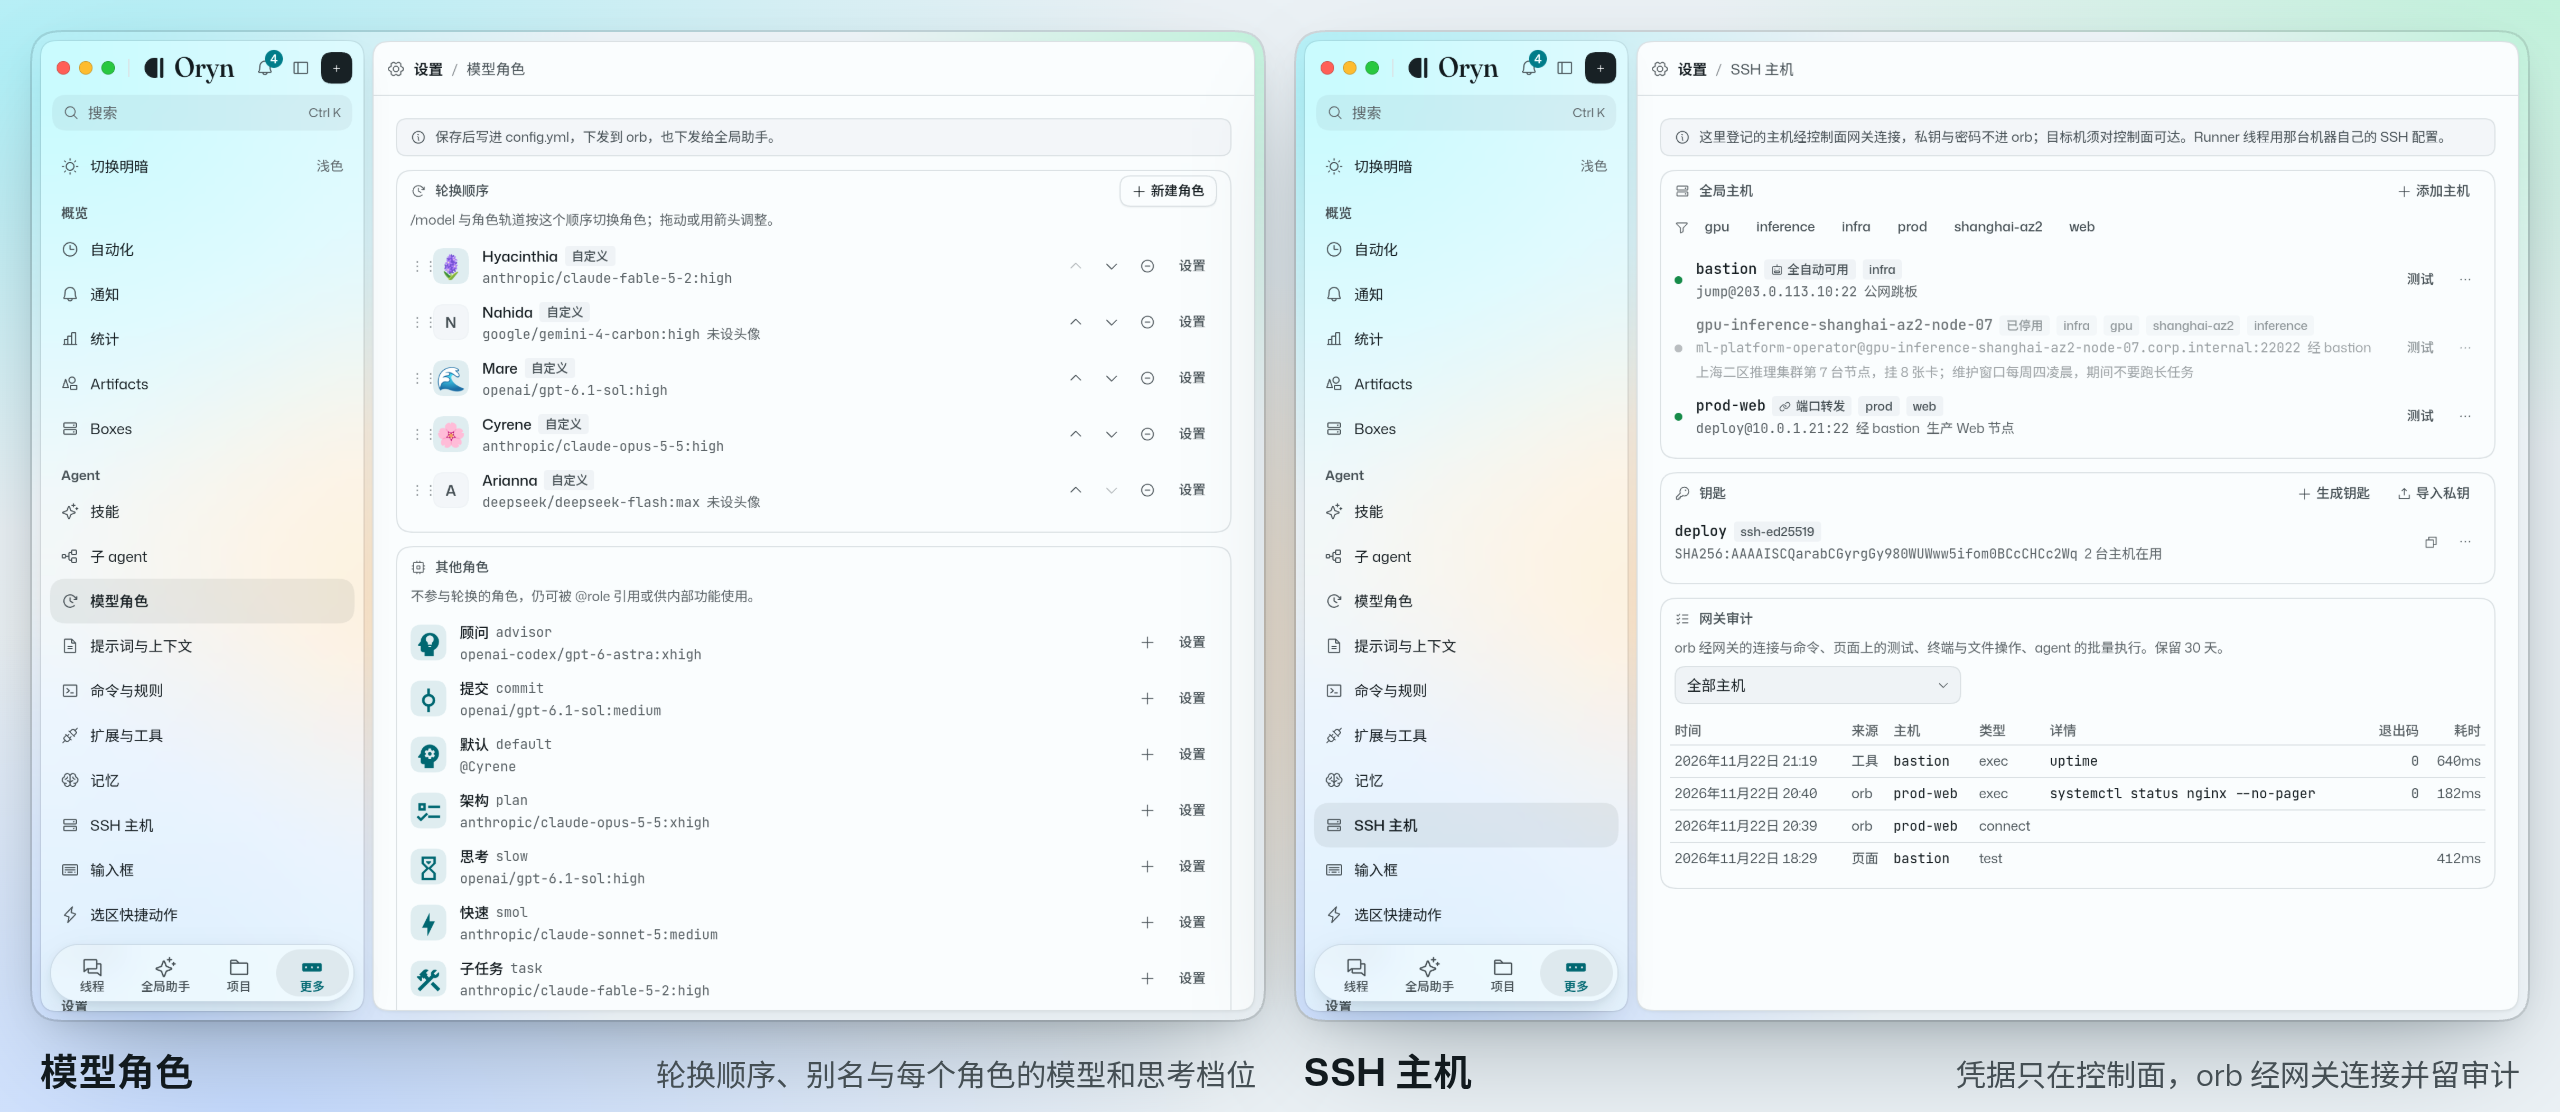 Oryn
4
+
搜索 Ctrl K
切换明暗 浅色
概览
自动化
通知
统计
Artifacts
Boxes
Agent
技能
子 agent
模型角色
提示词与上下文
命令与规则
扩展与工具
记忆
SSH 主机
输入框
选区快捷动作
线程 全局助手 项目 更多
设置
设置 / 模型角色
保存后写进 config.yml，下发到 orb，也下发给全局助手。
轮换顺序 + 新建角色
/model 与角色轨道按这个顺序切换角色；拖动或用箭头调整。
Hyacinthia 自定义
anthropic/claude-fable-5-2:high 设置
N Nahida 自定义
google/gemini-4-carbon:high 未设头像 设置
Mare 自定义
openai/gpt-6.1-sol:high 设置
Cyrene 自定义
anthropic/claude-opus-5-5:high 设置
A Arianna 自定义
deepseek/deepseek-flash:max 未设头像 设置
其他角色
不参与轮换的角色，仍可被 @role 引用或供内部功能使用。
顾问 advisor
openai-codex/gpt-6-astra:xhigh 设置
提交 commit
openai/gpt-6.1-sol:medium 设置
默认 default
@Cyrene 设置
架构 plan
anthropic/claude-opus-5-5:xhigh 设置
思考 slow
openai/gpt-6.1-sol:high 设置
快速 smol
anthropic/claude-sonnet-5:medium 设置
子任务 task
anthropic/claude-fable-5-2:high 设置
模型角色 轮换顺序、别名与每个角色的模型和思考档位
Oryn
4
+
搜索 Ctrl K
切换明暗 浅色
概览
自动化
通知
统计
Artifacts
Boxes
Agent
技能
子 agent
模型角色
提示词与上下文
命令与规则
扩展与工具
记忆
SSH 主机
输入框
选区快捷动作
线程 全局助手 项目 更多
设置
设置 / SSH 主机
这里登记的主机经控制面网关连接，私钥与密码不进 orb；目标机须对控制面可达。Runner 线程用那台机器自己的 SSH 配置。
全局主机 + 添加主机
gpu inference infra prod shanghai-az2 web
bastion 全自动可用 infra
jump@203.0.113.10:22 公网跳板 测试 ...
gpu-inference-shanghai-az2-node-07 已停用 infra gpu shanghai-az2 inference
ml-platform-operator@gpu-inference-shanghai-az2-node-07.corp.internal:22022 经 bastion 测试 ...
上海二区推理集群第 7 台节点，挂 8 张卡；维护窗口每周四凌晨，期间不要跑长任务
prod-web 端口转发 prod web
deploy@10.0.1.21:22 经 bastion 生产 Web 节点 测试 ...
钥匙 + 生成钥匙 导入私钥
deploy ssh-ed25519
SHA256:AAAAISCQarabCGyrgGy980WUWww5ifom0BCcCHCc2Wq 2 台主机在用 ...
网关审计
orb 经网关的连接与命令、页面上的测试、终端与文件操作、agent 的批量执行。保留 30 天。
全部主机
时间 来源 主机 类型 详情 退出码 耗时
2026年11月22日 21:19 工具 bastion exec uptime 0 640ms
2026年11月22日 20:40 orb prod-web exec systemctl status nginx --no-pager 0 182ms
2026年11月22日 20:39 orb prod-web connect
2026年11月22日 18:29 页面 bastion test 412ms
SSH 主机 凭据只在控制面，orb 经网关连接并留审计